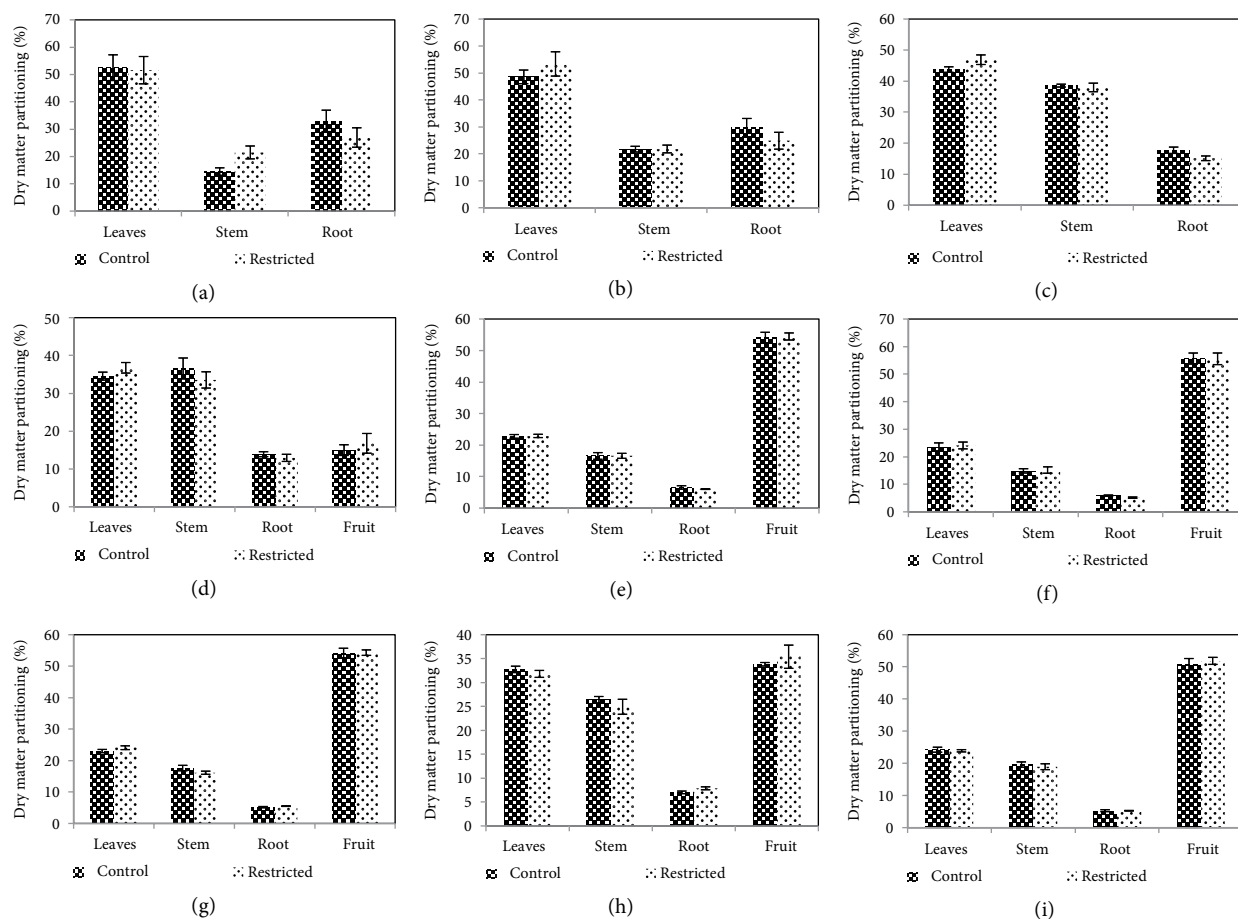 Dry matter partitioning (%)
70
60
50
40
30
20
10
0
Leaves Stem Root
Control Restricted
(a)
Dry matter partitioning (%)
70
60
50
40
30
20
10
0
Leaves Stem Root
Control Restricted
(b)
Dry matter partitioning (%)
60
50
40
30
20
10
0
Leaves Stem Root
Control Restricted
(c)
Dry matter partitioning (%)
50
40
30
20
10
0
Leaves Stem Root Fruit
Control Restricted
(d)
Dry matter partitioning (%)
60
50
40
30
20
10
0
Leaves Stem Root Fruit
Control Restricted
(e)
Dry matter partitioning (%)
70
60
50
40
30
20
10
0
Leaves Stem Root Fruit
Control Restricted
(f)
Dry matter partitioning (%)
60
50
40
30
20
10
0
Leaves Stem Root Fruit
Control Restricted
(g)
Dry matter partitioning (%)
40
35
30
25
20
15
10
5
0
Leaves Stem Root Fruit
Control Restricted
(h)
Dry matter partitioning (%)
60
50
40
30
20
10
0
Leaves Stem Root Fruit
Control Restricted
(i)